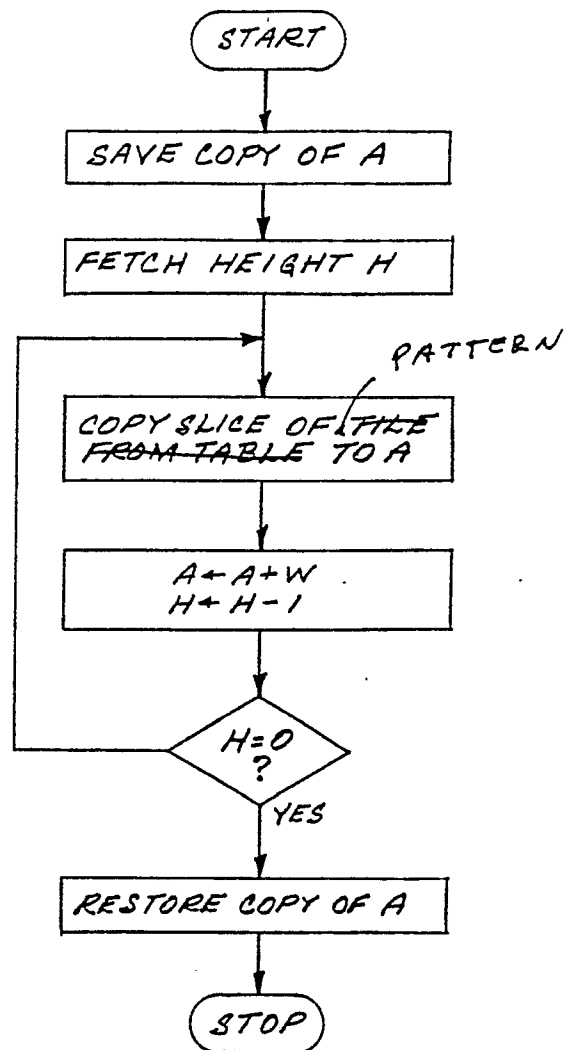 START
SAVE COPY OF A
FETCH HEIGHT H
PATTERN
COPY SLICE OF TILE
FROM TABLE TO A
A ← A + W
H ← H - 1
H = 0
?
YES
RESTORE COPY OF A
STOP